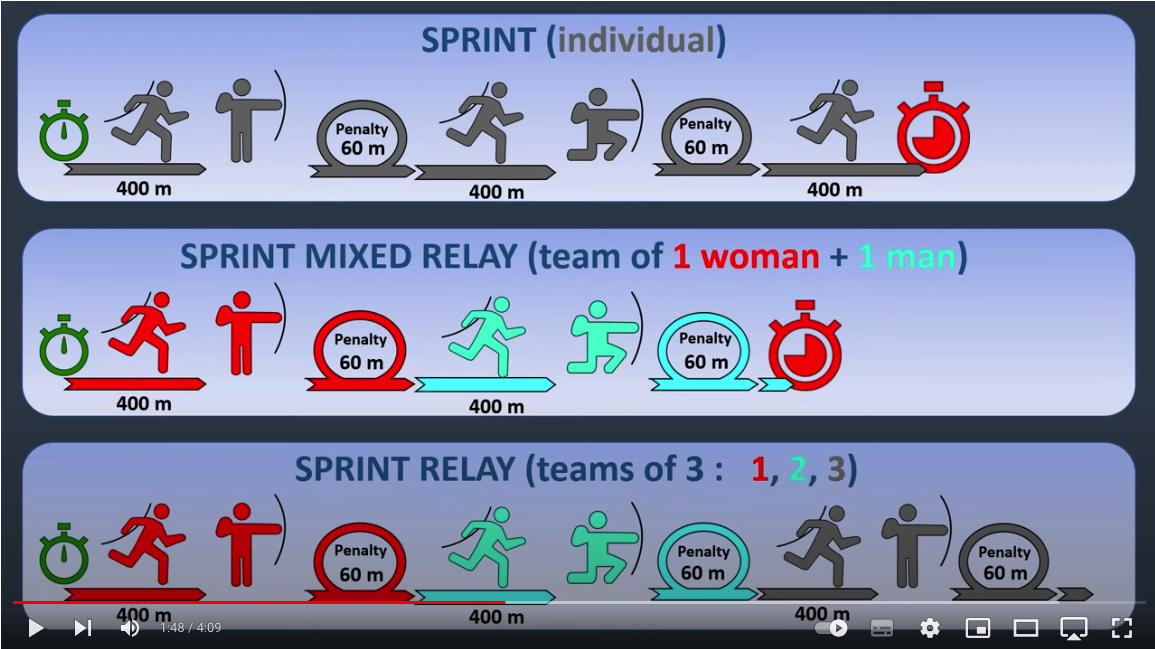 SPRINT (individual)
Penalty
60 m
Penalty
60 m
400 m
400 m
400 m
SPRINT MIXED RELAY (team of 1 woman + 1 man)
Penalty
60 m
Penalty
60 m
400 m
400 m
SPRINT RELAY (teams of 3 : 1, 2, 3)
Penalty
60 m
Penalty
60 m
Penalty
60 m
400 m
400 m
400 m
1:48 / 4:09